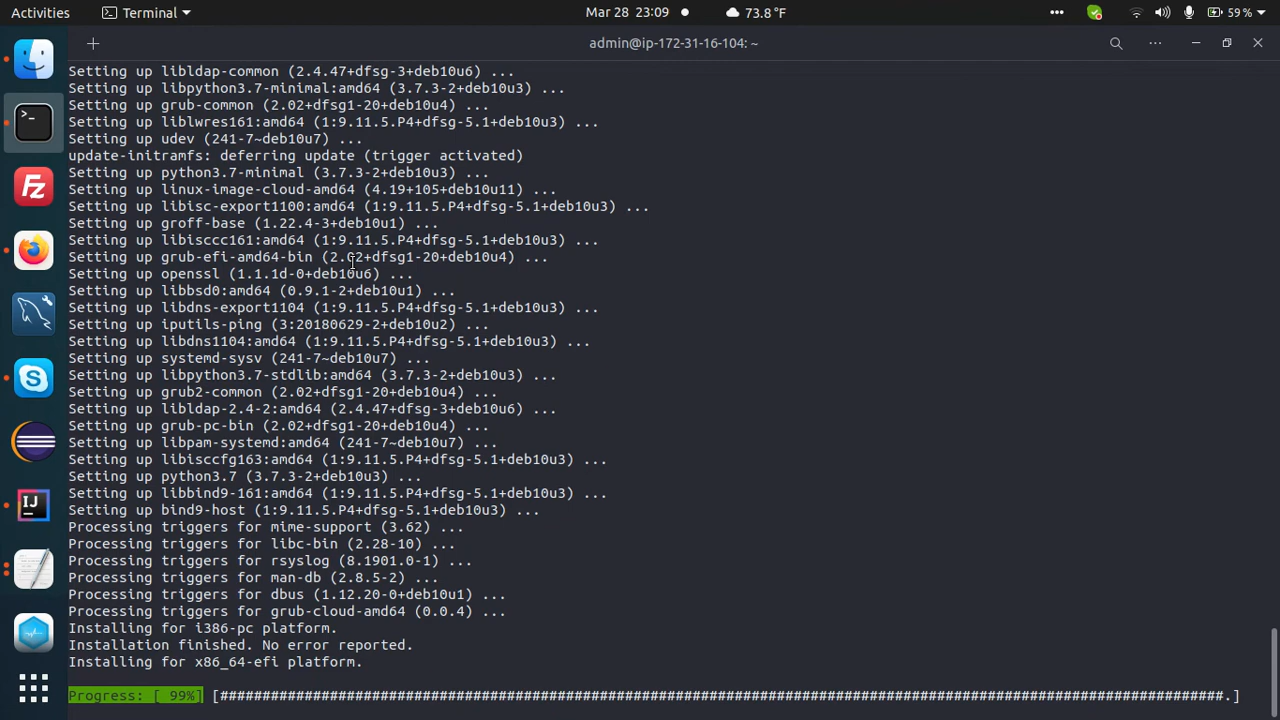 Activities Terminal Mar 28 23:09 73.8 °F 59 %
admin@ip-172-31-16-104: ~
Setting up libldap-common (2.4.47+dfsg-3+deb10u6) ...
Setting up libpython3.7-minimal:amd64 (3.7.3-2+deb10u3) ...
Setting up grub-common (2.02+dfsg1-20+deb10u4) ...
Setting up liblwres161:amd64 (1:9.11.5.P4+dfsg-5.1+deb10u3) ...
Setting up udev (241-7~deb10u7) ...
update-initramfs: deferring update (trigger activated)
Setting up python3.7-minimal (3.7.3-2+deb10u3) ...
Setting up linux-image-cloud-amd64 (4.19+105+deb10u11) ...
Setting up libisc-export1100:amd64 (1:9.11.5.P4+dfsg-5.1+deb10u3) ...
Setting up groff-base (1.22.4-3+deb10u1) ...
Setting up libisccc161:amd64 (1:9.11.5.P4+dfsg-5.1+deb10u3) ...
Setting up grub-efi-amd64-bin (2.02+dfsg1-20+deb10u4) ...
Setting up openssl (1.1.1d-0+deb10u6) ...
Setting up libbsd0:amd64 (0.9.1-2+deb10u1) ...
Setting up libdns-export1104 (1:9.11.5.P4+dfsg-5.1+deb10u3) ...
Setting up iputils-ping (3:20180629-2+deb10u2) ...
Setting up libdns1104:amd64 (1:9.11.5.P4+dfsg-5.1+deb10u3) ...
Setting up systemd-sysv (241-7~deb10u7) ...
Setting up libpython3.7-stdlib:amd64 (3.7.3-2+deb10u3) ...
Setting up grub2-common (2.02+dfsg1-20+deb10u4) ...
Setting up libldap-2.4-2:amd64 (2.4.47+dfsg-3+deb10u6) ...
Setting up grub-pc-bin (2.02+dfsg1-20+deb10u4) ...
Setting up libpam-systemd:amd64 (241-7~deb10u7) ...
Setting up libisccfg163:amd64 (1:9.11.5.P4+dfsg-5.1+deb10u3) ...
Setting up python3.7 (3.7.3-2+deb10u3) ...
Setting up libbind9-161:amd64 (1:9.11.5.P4+dfsg-5.1+deb10u3) ...
Setting up bind9-host (1:9.11.5.P4+dfsg-5.1+deb10u3) ...
Processing triggers for mime-support (3.62) ...
Processing triggers for libc-bin (2.28-10) ...
Processing triggers for rsyslog (8.1901.0-1) ...
Processing triggers for man-db (2.8.5-2) ...
Processing triggers for dbus (1.12.20-0+deb10u1) ...
Processing triggers for grub-cloud-amd64 (0.0.4) ...
Installing for i386-pc platform.
Installation finished. No error reported.
Installing for x86_64-efi platform.
Progress: [ 99%] [#######################################################################################################################.]